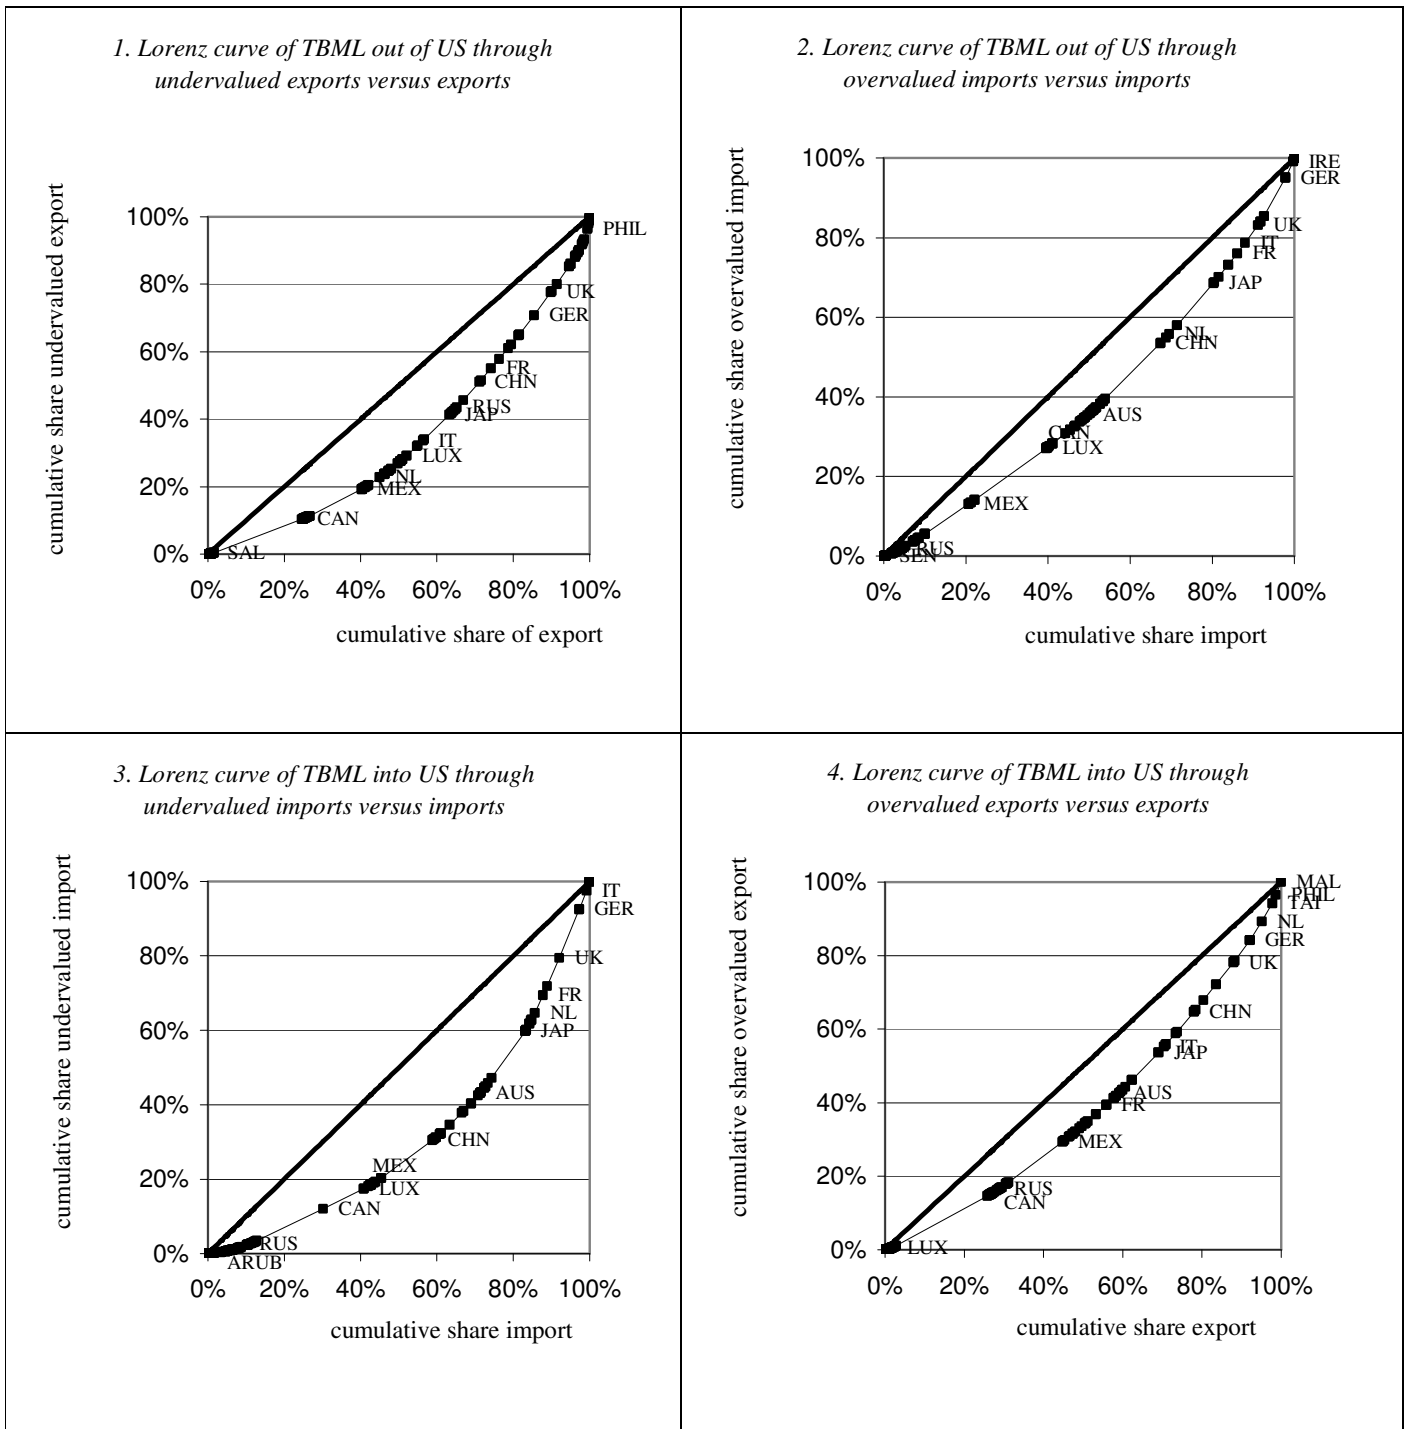 1. Lorenz curve of TBML out of US through
undervalued exports versus exports
cumulative share undervalued export
100%
80%
60%
40%
20%
0%
PHIL
UK
GER
FR
CHN
RUS
JAP
IT
LUX
NL
MEX
CAN
SAL
0% 20% 40% 60% 80% 100%
cumulative share of export
2. Lorenz curve of TBML out of US through
overvalued imports versus imports
cumulative share overvalued import
100%
80%
60%
40%
20%
0%
IRE
GER
UK
IT
FR
JAP
NL
CHN
AUS
CAN
LUX
MEX
RUS
SEN
0% 20% 40% 60% 80% 100%
cumulative share import
3. Lorenz curve of TBML into US through
undervalued imports versus imports
cumulative share undervalued import
100%
80%
60%
40%
20%
0%
IT
GER
UK
FR
NL
JAP
AUS
CHN
MEX
LUX
CAN
RUS
ARUB
0% 20% 40% 60% 80% 100%
cumulative share import
4. Lorenz curve of TBML into US through
overvalued exports versus exports
cumulative share overvalued export
100%
80%
60%
40%
20%
0%
MAL
PHIL
TAI
NL
GER
UK
CHN
IT
JAP
AUS
FR
MEX
RUS
CAN
LUX
0% 20% 40% 60% 80% 100%
cumulative share export